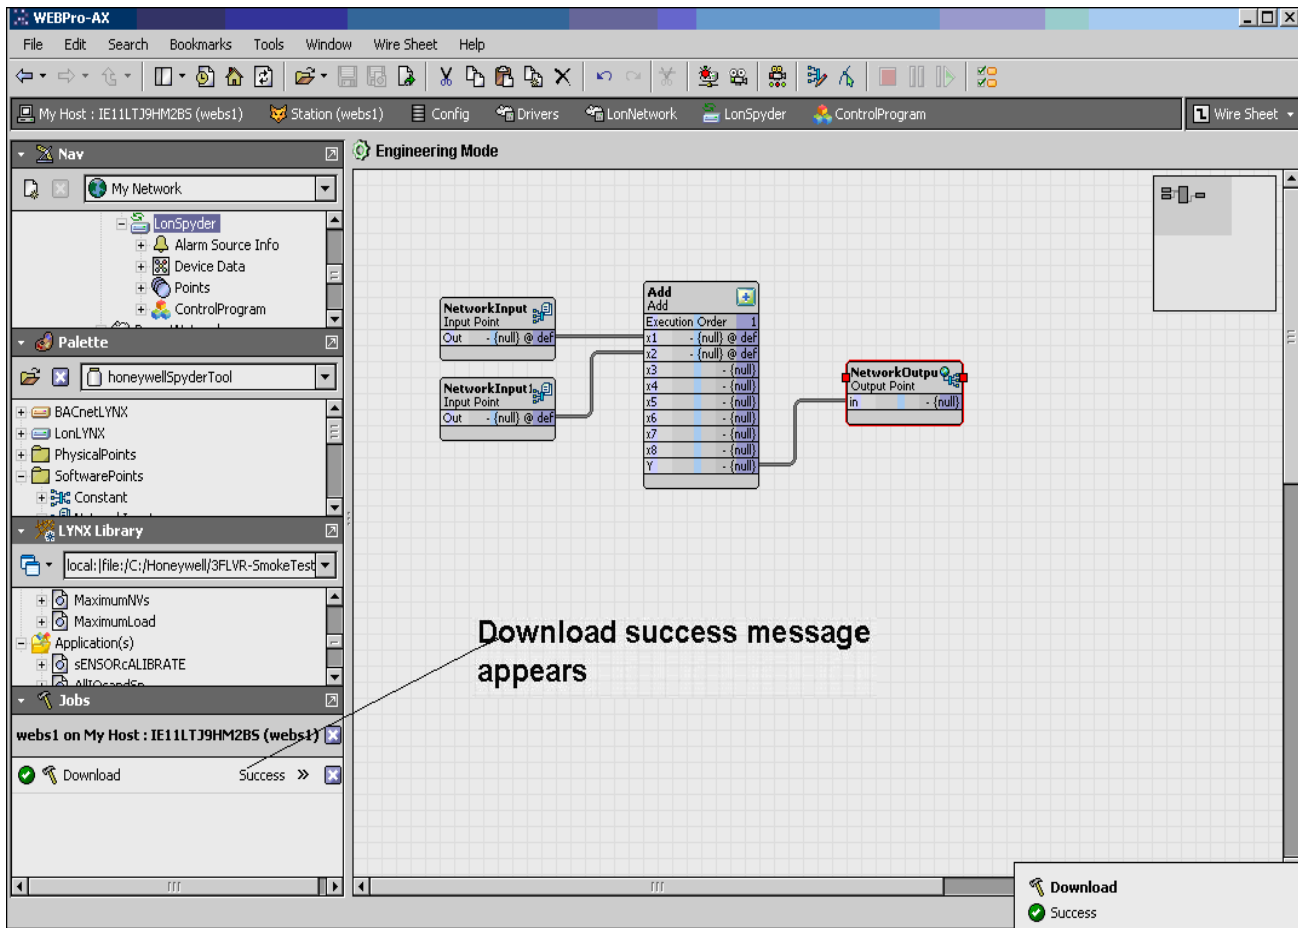 WEBPro-AX
File Edit Search Bookmarks Tools Window Wire Sheet Help
My Host : IE11LTJ9HM2BS (webs1) Station (webs1) Config Drivers LonNetwork LonSpyder ControlProgram Wire Sheet
Nav
My Network
LonSpyder
Alarm Source Info
Device Data
Points
ControlProgram
Palette
honeywellSpyderTool
BACnetLYNX
LonLYNX
PhysicalPoints
SoftwarePoints
Constant
LYNX Library
local:|file:/C:/Honeywell/3FLVR-SmokeTest
MaximumNVs
MaximumLoad
Application(s)
sENSORcALIBRATE
Jobs
webs1 on My Host : IE11LTJ9HM2BS (webs1)
Download Success »
Engineering Mode
NetworkInput
Input Point
Out - {null} @ def
NetworkInput1
Input Point
Out - {null} @ def
Add
Add
Execution Order 1
x1 - {null} @ def
x2 - {null} @ def
x3 - {null}
x4 - {null}
x5 - {null}
x6 - {null}
x7 - {null}
x8 - {null}
Y - {null}
NetworkOutpu
Output Point
in - {null}
Download success message
appears
Download
Success